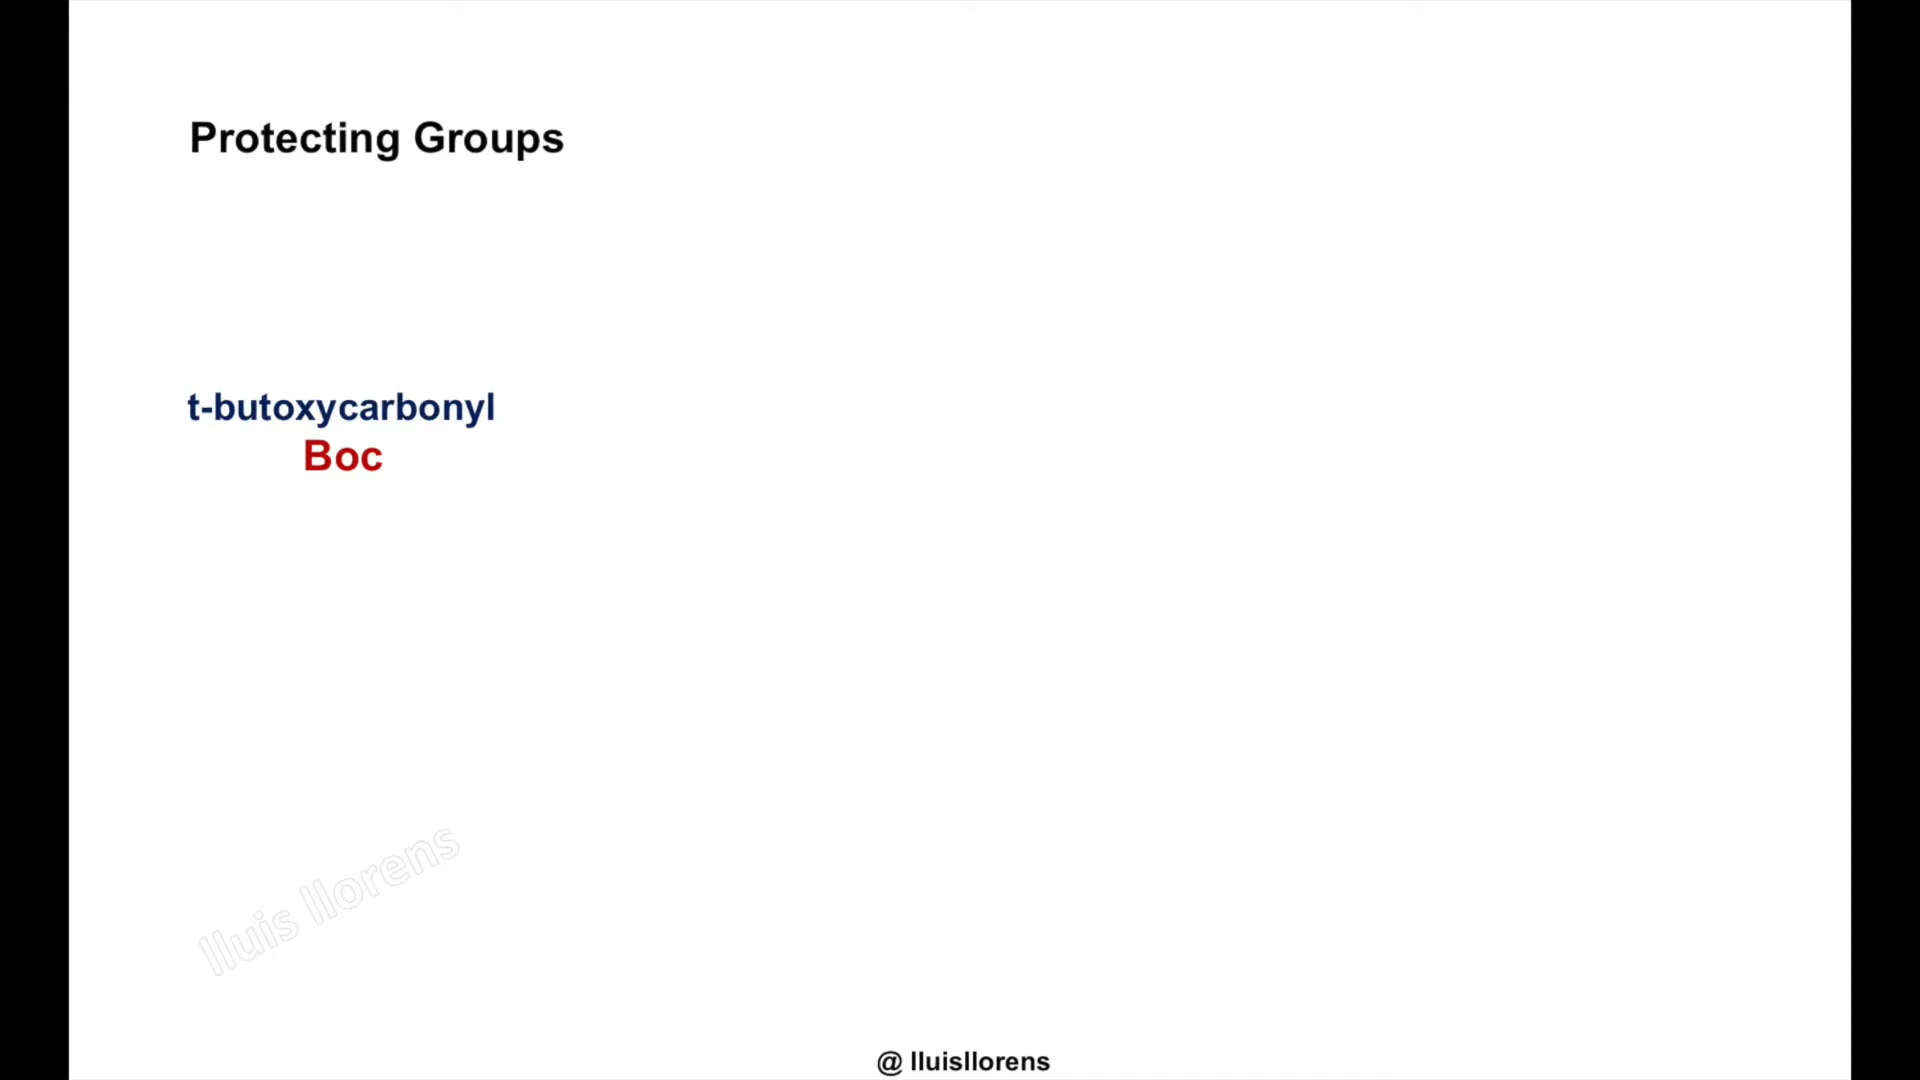 Protecting Groups
t-butoxycarbonyl
Boc
lluis llorens
@ lluisllorens